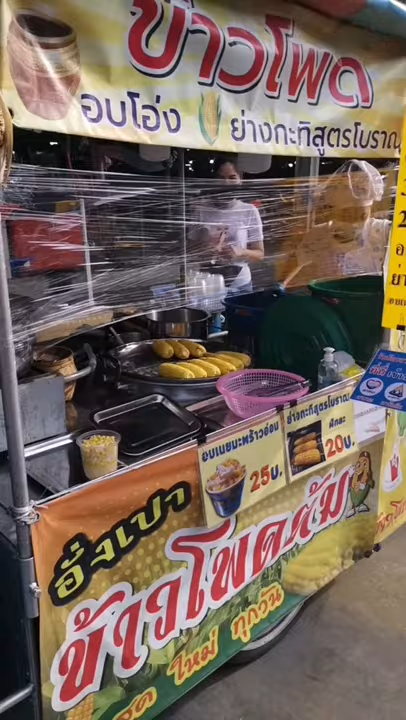 ข้าวโพด
อบโอ่ง ย่างกะทิสูตรโบราณ
อบเนยมะพร้าวอ่อน
25บ.
ย่างกะทิสูตรโบราณ
ฝักละ
20บ.
อั่งเปา
ข้าวโพดต้ม
สด ใหม่ ทุกวัน